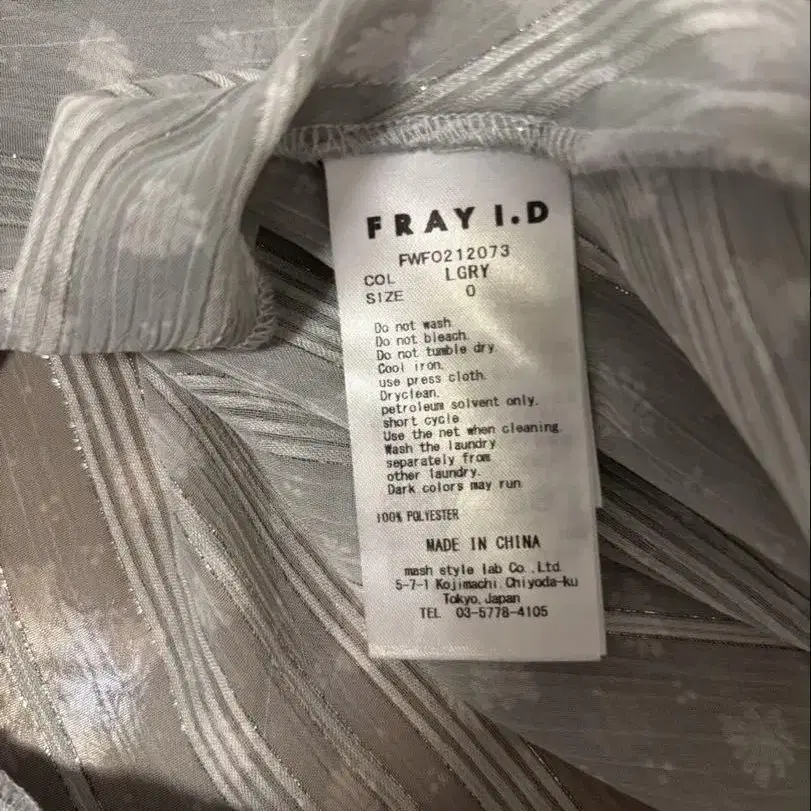 FRAY I.D
FWFO212073
COL LGRY
SIZE 0
Do not wash.
Do not bleach.
Do not tumble dry.
Cool iron.
use press cloth.
Dryclean.
petroleum solvent only.
short cycle
Use the net when cleaning.
Wash the laundry
separately from
other laundry.
Dark colors may run
100% POLYESTER
MADE IN CHINA
mash style lab Co.,Ltd.
5-7-1 Kojimachi,Chiyoda-ku
Tokyo,Japan
TEL 03-5778-4105